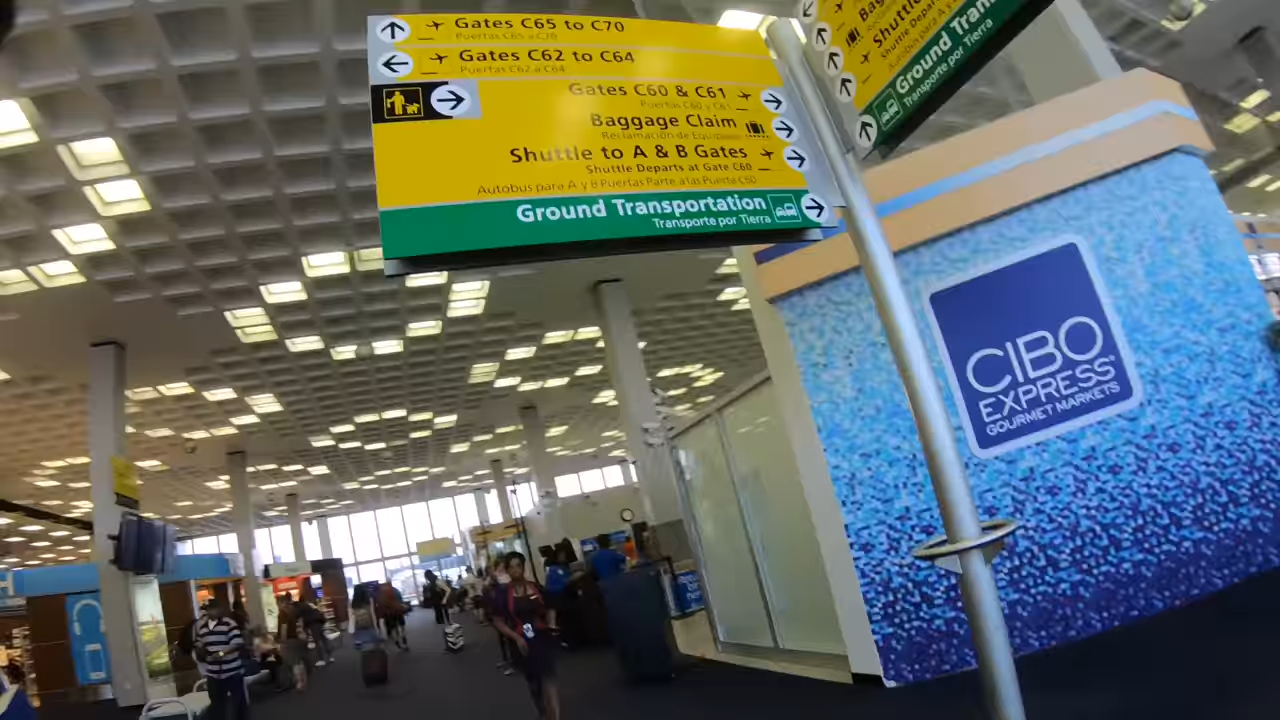 Gates C65 to C70
Puertas C65 a C70
Gates C62 to C64
Puertas C62 a C64
Gates C60 & C61
Puertas C60 y C61
Baggage Claim
Reclamación de Equipaje
Shuttle to A & B Gates
Shuttle Departs at Gate C60
Autobus para A y B Puertas Parte a las Puerta C60
Ground Transportation
Transporte por Tierra
Ground Tran
Transporte por Tierra
CIBO
EXPRESS
GOURMET MARKETS